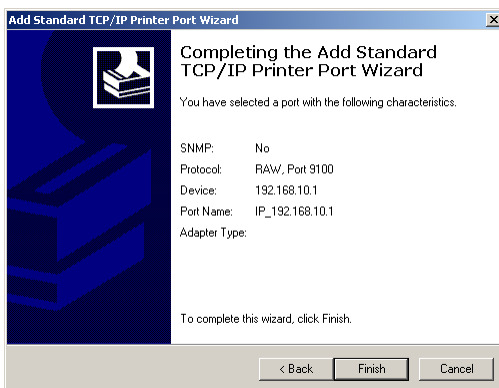 Add Standard TCP/IP Printer Port Wizard
Completing the Add Standard
TCP/IP Printer Port Wizard
You have selected a port with the following characteristics.
SNMP: No
Protocol: RAW, Port 9100
Device: 192.168.10.1
Port Name: IP_192.168.10.1
Adapter Type:
To complete this wizard, click Finish.
< Back Finish Cancel